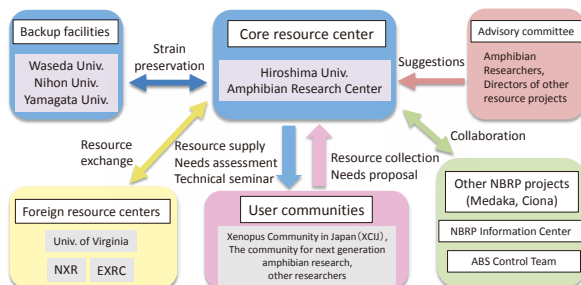 Backup facilities
Waseda Univ.
Nihon Univ.
Yamagata Univ.
Strain
preservation
Core resource center
Hiroshima Univ.
Amphibian Research Center
Suggestions
Advisory committee
Amphibian
Researchers,
Directors of other
resource projects
Resource
exchange
Resource supply
Needs assessment
Technical seminar
Resource collection
Needs proposal
Collaboration
Foreign resource centers
Univ. of Virginia
NXR
EXRC
User communities
Xenopus Community in Japan (XCIJ),
The community for next generation
amphibian research,
other researchers
Other NBRP projects
(Medaka, Ciona)
NBRP Information Center
ABS Control Team